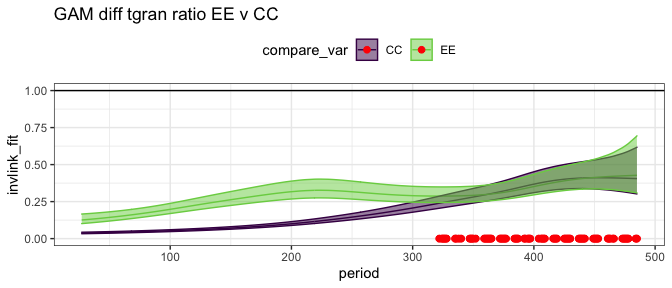 GAM diff tgran ratio EE v CC
compare_var CC EE
invlink_fit
1.00
0.75
0.50
0.25
0.00
100 200 300 400 500
period